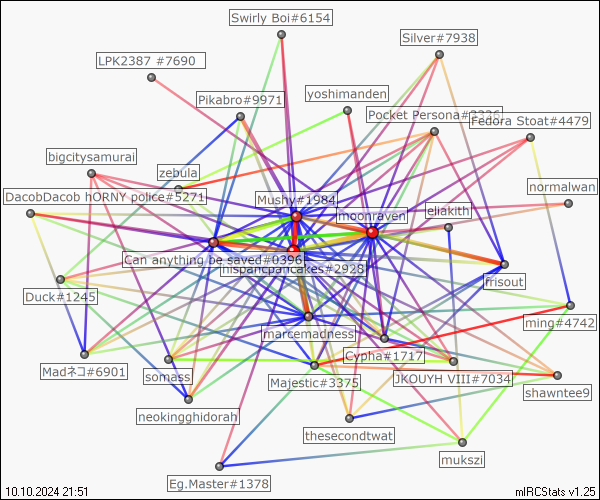 Swirly Boi#6154
Silver#7938
LPK2387 #7690
Pikabro#9971
yoshimanden
Pocket Persona#2336
Fedora Stoat#4479
bigcitysamurai
zebula
normalwan
DacobDacob HORNY police#5271
Mushy#1984
moonraven
eliakith
Can anything be saved#0396
hispanicpancakes#2928
frisout
Duck#1245
marcemadness
ming#4742
Madネコ#6901
somass
Cypha#1717
Majestic#3375
JKOUYH VIII#7034
shawntee9
neokingghidorah
thesecondtwat
mukszi
Eg.Master#1378
10.10.2024 21:51
mIRCStats v1.25